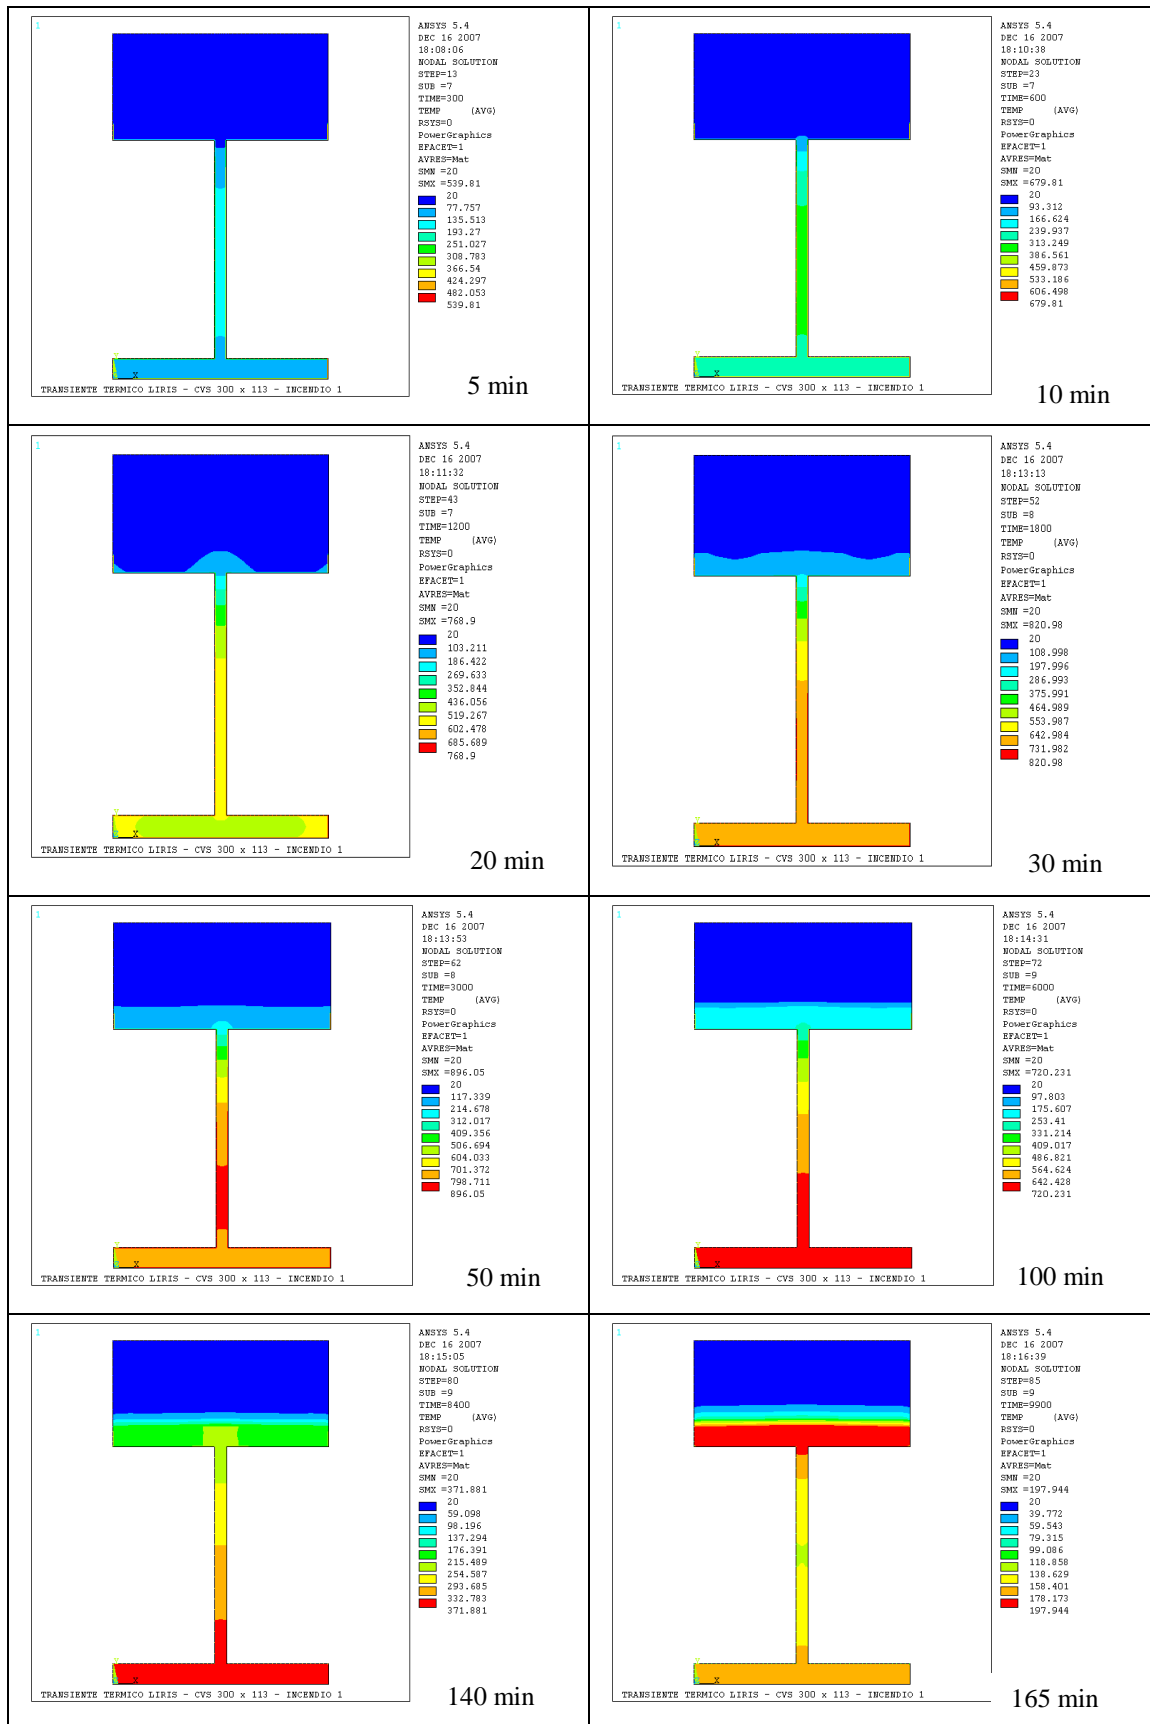 1
ANSYS 5.4
DEC 16 2007
18:08:06
NODAL SOLUTION
STEP=13
SUB =7
TIME=300
TEMP (AVG)
RSYS=0
PowerGraphics
EFACET=1
AVRES=Mat
SMN =20
SMX =539.81
20
77.757
135.513
193.27
251.027
308.783
366.54
424.297
482.053
539.81
Y
Z X
TRANSIENTE TERMICO LIRIS - CVS 300 x 113 - INCENDIO 1
5 min
1
ANSYS 5.4
DEC 16 2007
18:10:38
NODAL SOLUTION
STEP=23
SUB =7
TIME=600
TEMP (AVG)
RSYS=0
PowerGraphics
EFACET=1
AVRES=Mat
SMN =20
SMX =679.81
20
93.312
166.624
239.937
313.249
386.561
459.873
533.186
606.498
679.81
Y
Z X
TRANSIENTE TERMICO LIRIS - CVS 300 x 113 - INCENDIO 1
10 min
1
ANSYS 5.4
DEC 16 2007
18:11:32
NODAL SOLUTION
STEP=43
SUB =7
TIME=1200
TEMP (AVG)
RSYS=0
PowerGraphics
EFACET=1
AVRES=Mat
SMN =20
SMX =768.9
20
103.211
186.422
269.633
352.844
436.056
519.267
602.478
685.689
768.9
Y
Z X
TRANSIENTE TERMICO LIRIS - CVS 300 x 113 - INCENDIO 1
20 min
1
ANSYS 5.4
DEC 16 2007
18:13:13
NODAL SOLUTION
STEP=52
SUB =8
TIME=1800
TEMP (AVG)
RSYS=0
PowerGraphics
EFACET=1
AVRES=Mat
SMN =20
SMX =820.98
20
108.998
197.996
286.993
375.991
464.989
553.987
642.984
731.982
820.98
Y
Z X
TRANSIENTE TERMICO LIRIS - CVS 300 x 113 - INCENDIO 1
30 min
1
ANSYS 5.4
DEC 16 2007
18:13:53
NODAL SOLUTION
STEP=62
SUB =8
TIME=3000
TEMP (AVG)
RSYS=0
PowerGraphics
EFACET=1
AVRES=Mat
SMN =20
SMX =896.05
20
117.339
214.678
312.017
409.356
506.694
604.033
701.372
798.711
896.05
Y
Z X
TRANSIENTE TERMICO LIRIS - CVS 300 x 113 - INCENDIO 1
50 min
1
ANSYS 5.4
DEC 16 2007
18:14:31
NODAL SOLUTION
STEP=72
SUB =9
TIME=6000
TEMP (AVG)
RSYS=0
PowerGraphics
EFACET=1
AVRES=Mat
SMN =20
SMX =720.231
20
97.803
175.607
253.41
331.214
409.017
486.821
564.624
642.428
720.231
Y
Z X
TRANSIENTE TERMICO LIRIS - CVS 300 x 113 - INCENDIO 1
100 min
1
ANSYS 5.4
DEC 16 2007
18:15:05
NODAL SOLUTION
STEP=80
SUB =9
TIME=8400
TEMP (AVG)
RSYS=0
PowerGraphics
EFACET=1
AVRES=Mat
SMN =20
SMX =371.881
20
59.098
98.196
137.294
176.391
215.489
254.587
293.685
332.783
371.881
Y
Z X
TRANSIENTE TERMICO LIRIS - CVS 300 x 113 - INCENDIO 1
140 min
1
ANSYS 5.4
DEC 16 2007
18:16:39
NODAL SOLUTION
STEP=85
SUB =9
TIME=9900
TEMP (AVG)
RSYS=0
PowerGraphics
EFACET=1
AVRES=Mat
SMN =20
SMX =197.944
20
39.772
59.543
79.315
99.086
118.858
138.629
158.401
178.173
197.944
Y
Z X
TRANSIENTE TERMICO LIRIS - CVS 300 x 113 - INCENDIO 1
165 min